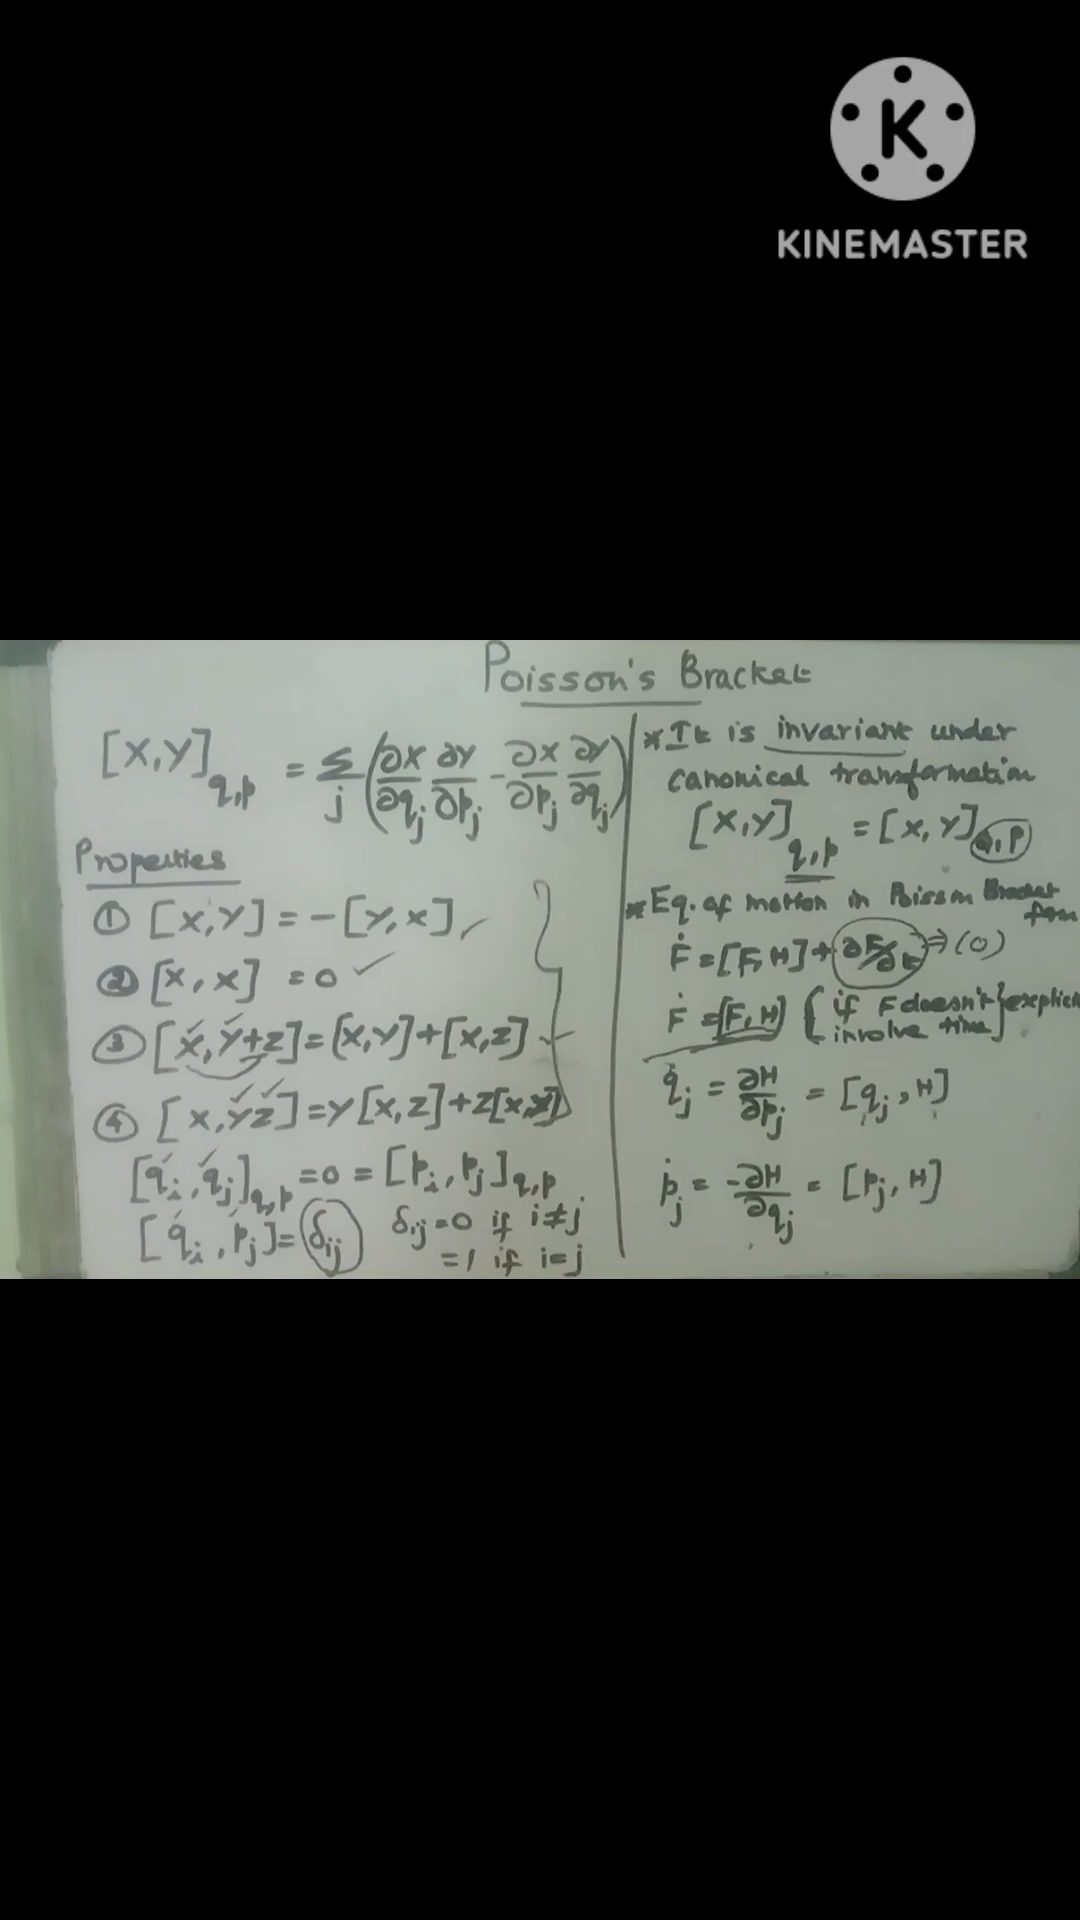 K
KINEMASTER
Poisson's Bracket
[X,Y]q,p = Σj (∂X/∂qj ∂Y/∂pj - ∂X/∂pj ∂Y/∂qj)
Properties
① [X,Y] = -[Y,X], ✓
② [X,X] = 0 ✓
③ [X,Y+Z] = [X,Y]+[X,Z]
④ [X,YZ] = Y[X,Z]+Z[X,Y]
[qi, qj]q,p = 0 = [pi, pj]q,p
[qi, pj] = δij δij = 0 if i≠j
= 1 if i=j
* It is invariant under
canonical transformation
[X,Y]q,p = [X,Y]Q,P
* Eq. of motion in Poisson Bracket
form
Ḟ = [F,H] + ∂F/∂t ⇒ (0)
Ḟ = [F,H] {if F doesn't explicit
involve time}
q̇j = ∂H/∂pj = [qj, H]
ṗj = -∂H/∂qj = [pj, H]